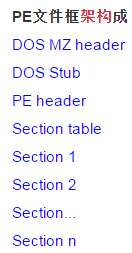 PE文件框架构成
DOS MZ header
DOS Stub
PE header
Section table
Section 1
Section 2
Section...
Section n